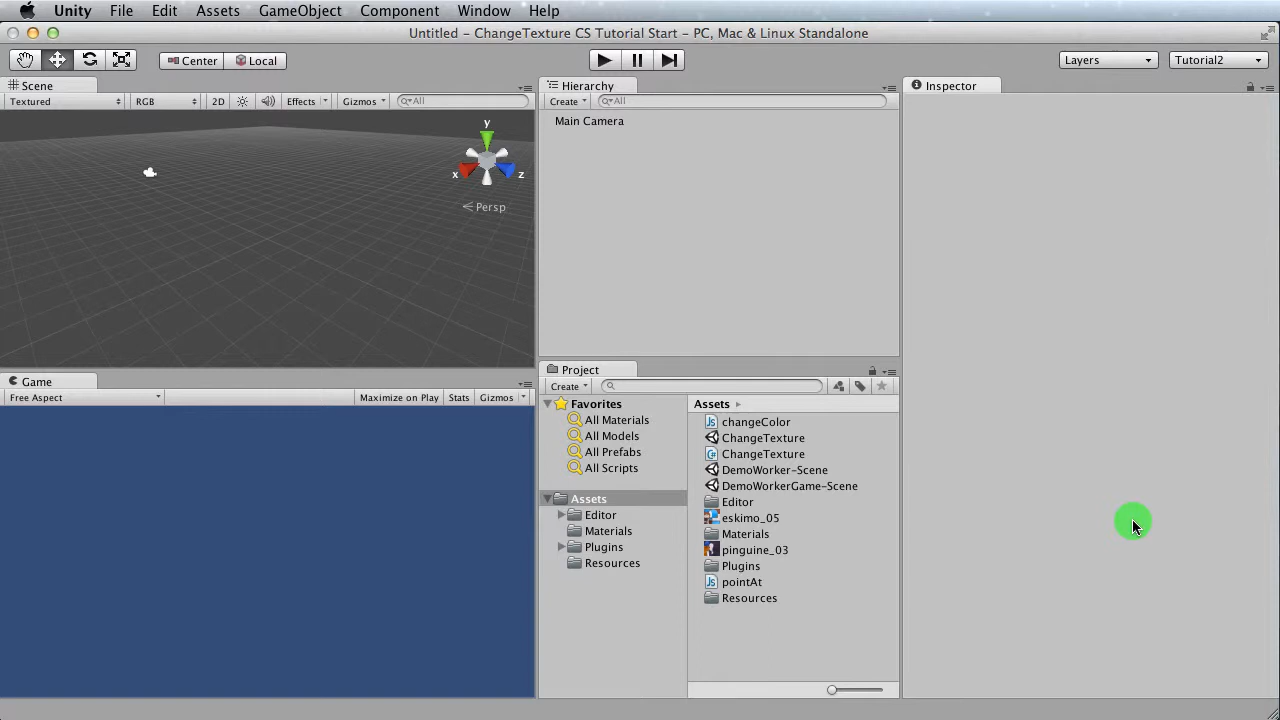 Unity File Edit Assets GameObject Component Window Help
Untitled - ChangeTexture CS Tutorial Start - PC, Mac & Linux Standalone
Center Local Layers Tutorial2
Scene
Textured RGB 2D Effects Gizmos All
y
x
z
Persp
Hierarchy
Create All
Main Camera
Inspector
Game
Free Aspect Maximize on Play Stats Gizmos
Project
Create
Favorites
All Materials
All Models
All Prefabs
All Scripts
Assets
Editor
Materials
Plugins
Resources
Assets
changeColor
ChangeTexture
ChangeTexture
DemoWorker-Scene
DemoWorkerGame-Scene
Editor
eskimo_05
Materials
pinguine_03
Plugins
pointAt
Resources